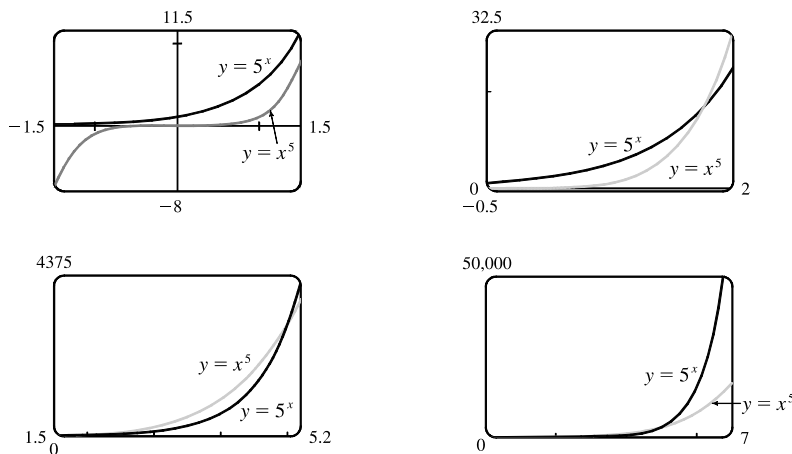 11.5
y = 5^x
−1.5
1.5
y = x^5
−8
32.5
y = 5^x
y = x^5
0
2
−0.5
4375
y = x^5
y = 5^x
1.5
5.2
0
50,000
y = 5^x
y = x^5
0
7